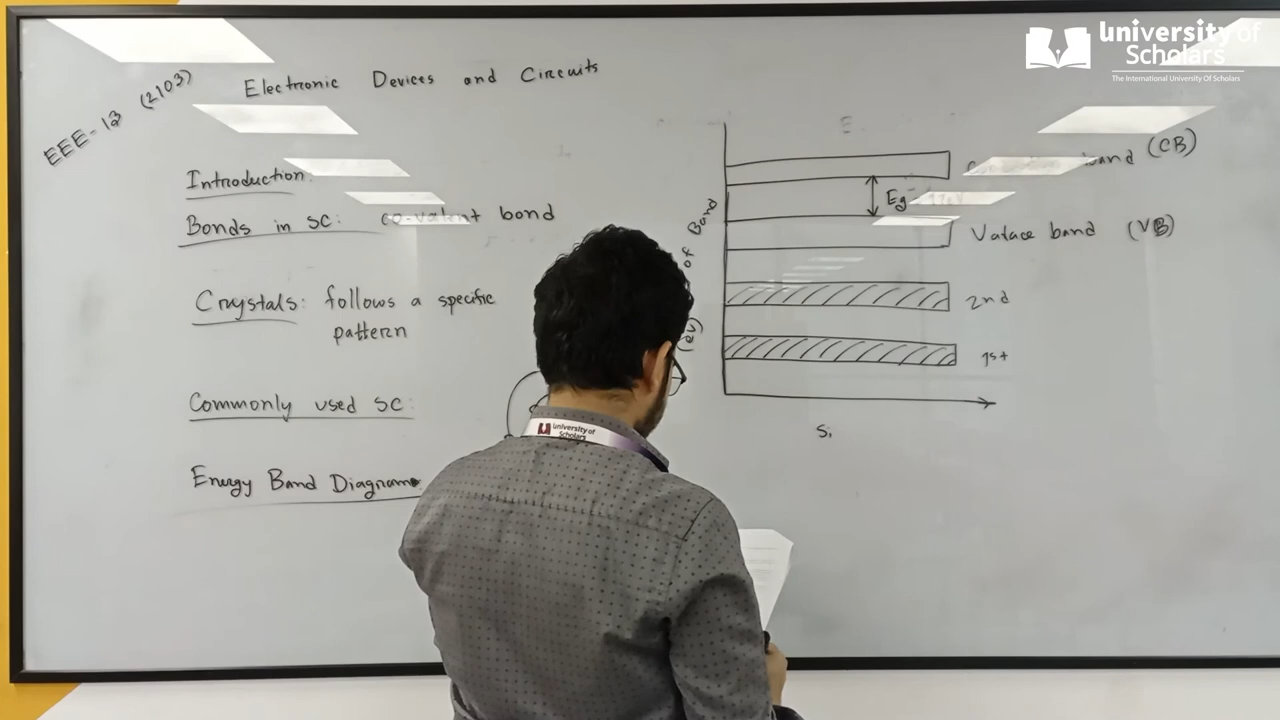 University of
Scholars
The International University Of Scholars
EEE-13 (2103)
Electronic Devices and Circuits
Introduction:
Bonds in SC: co-valent bond
Crystals: follows a specific
pattern
Commonly used SC:
Energy Band Diagram
band (CB)
Eg
Valace band (VB)
2nd
1st
of Band
(eV)
Si
university of
Scholars